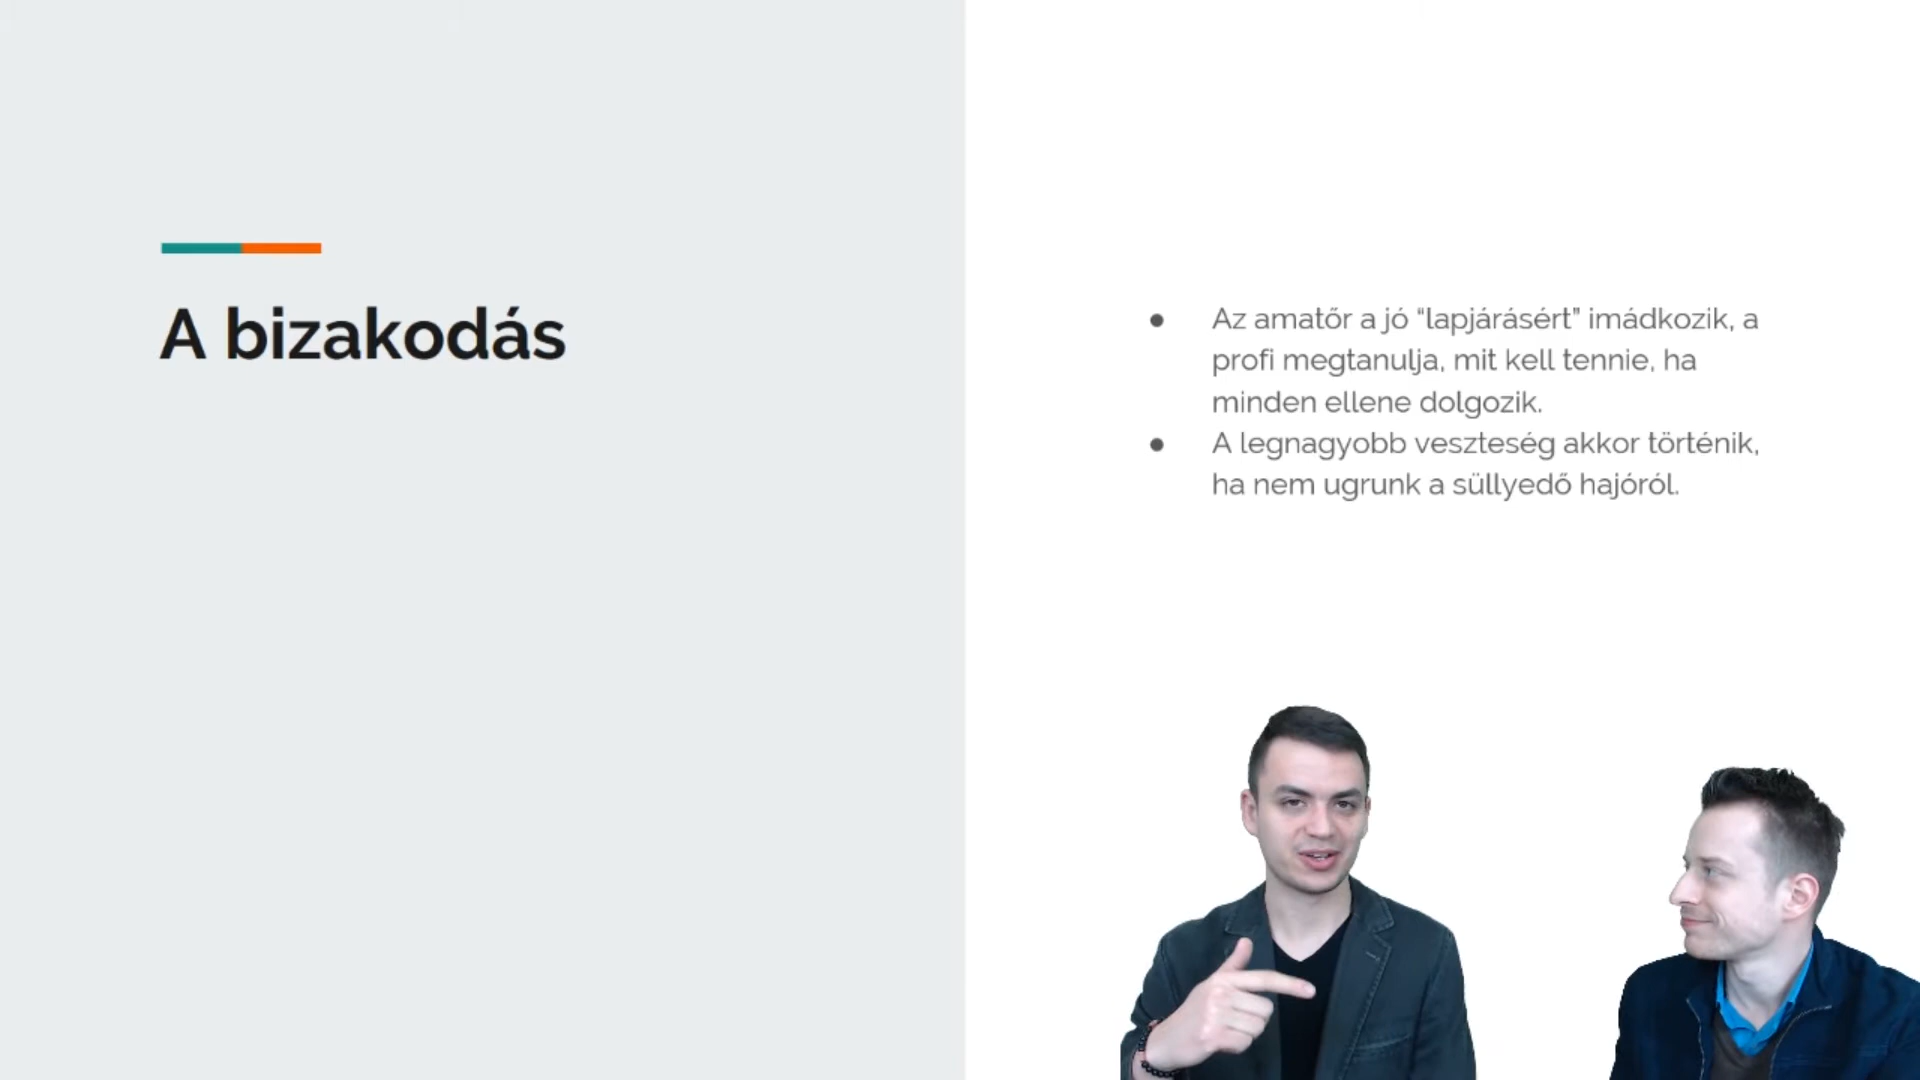 A bizakodás
● Az amatőr a jó “lapjárásért” imádkozik, a
profi megtanulja, mit kell tennie, ha
minden ellene dolgozik.
● A legnagyobb veszteség akkor történik,
ha nem ugrunk a süllyedő hajóról.